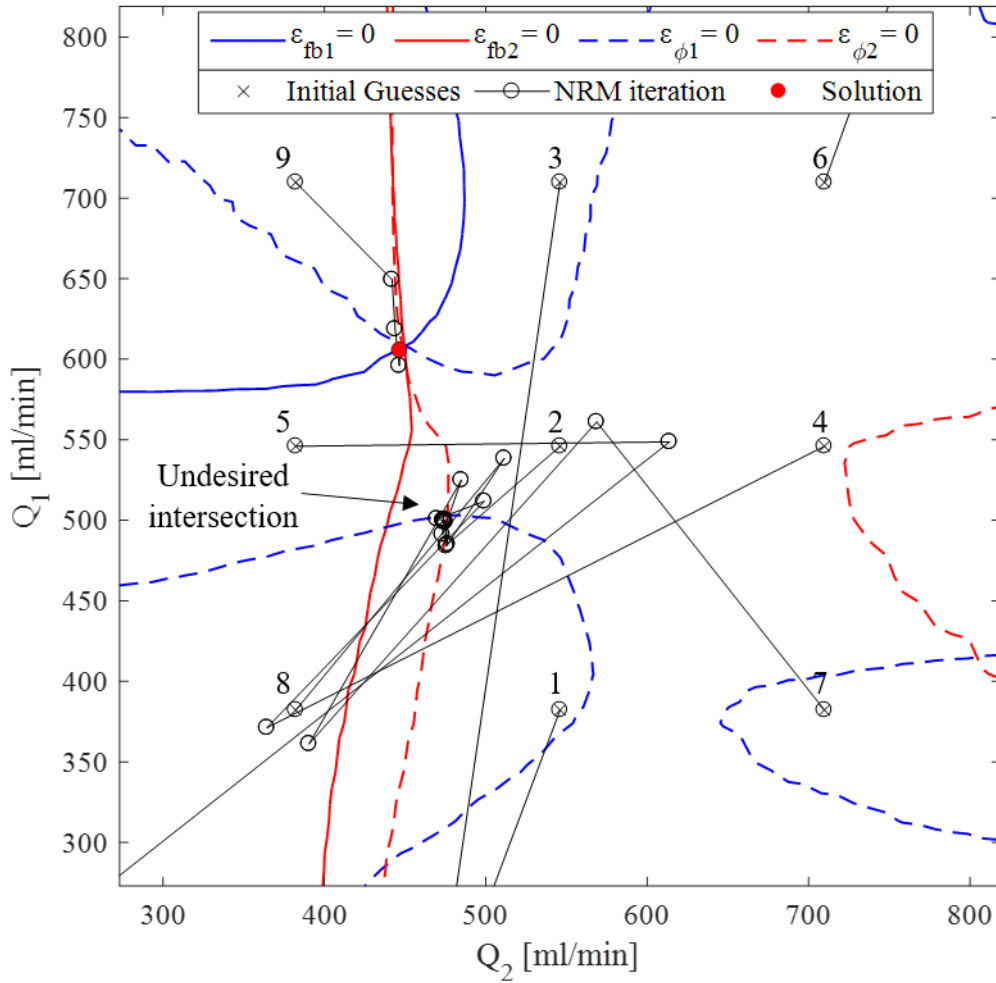 ε_fb1 = 0 ε_fb2 = 0 ε_ϕ1 = 0 ε_ϕ2 = 0
Initial Guesses NRM iteration Solution
800
750
700
650
600
550
500
450
400
350
300
9 3 6
5 2 4
Undesired
intersection
8 1 7
Q_1 [ml/min]
300 400 500 600 700 800
Q_2 [ml/min]